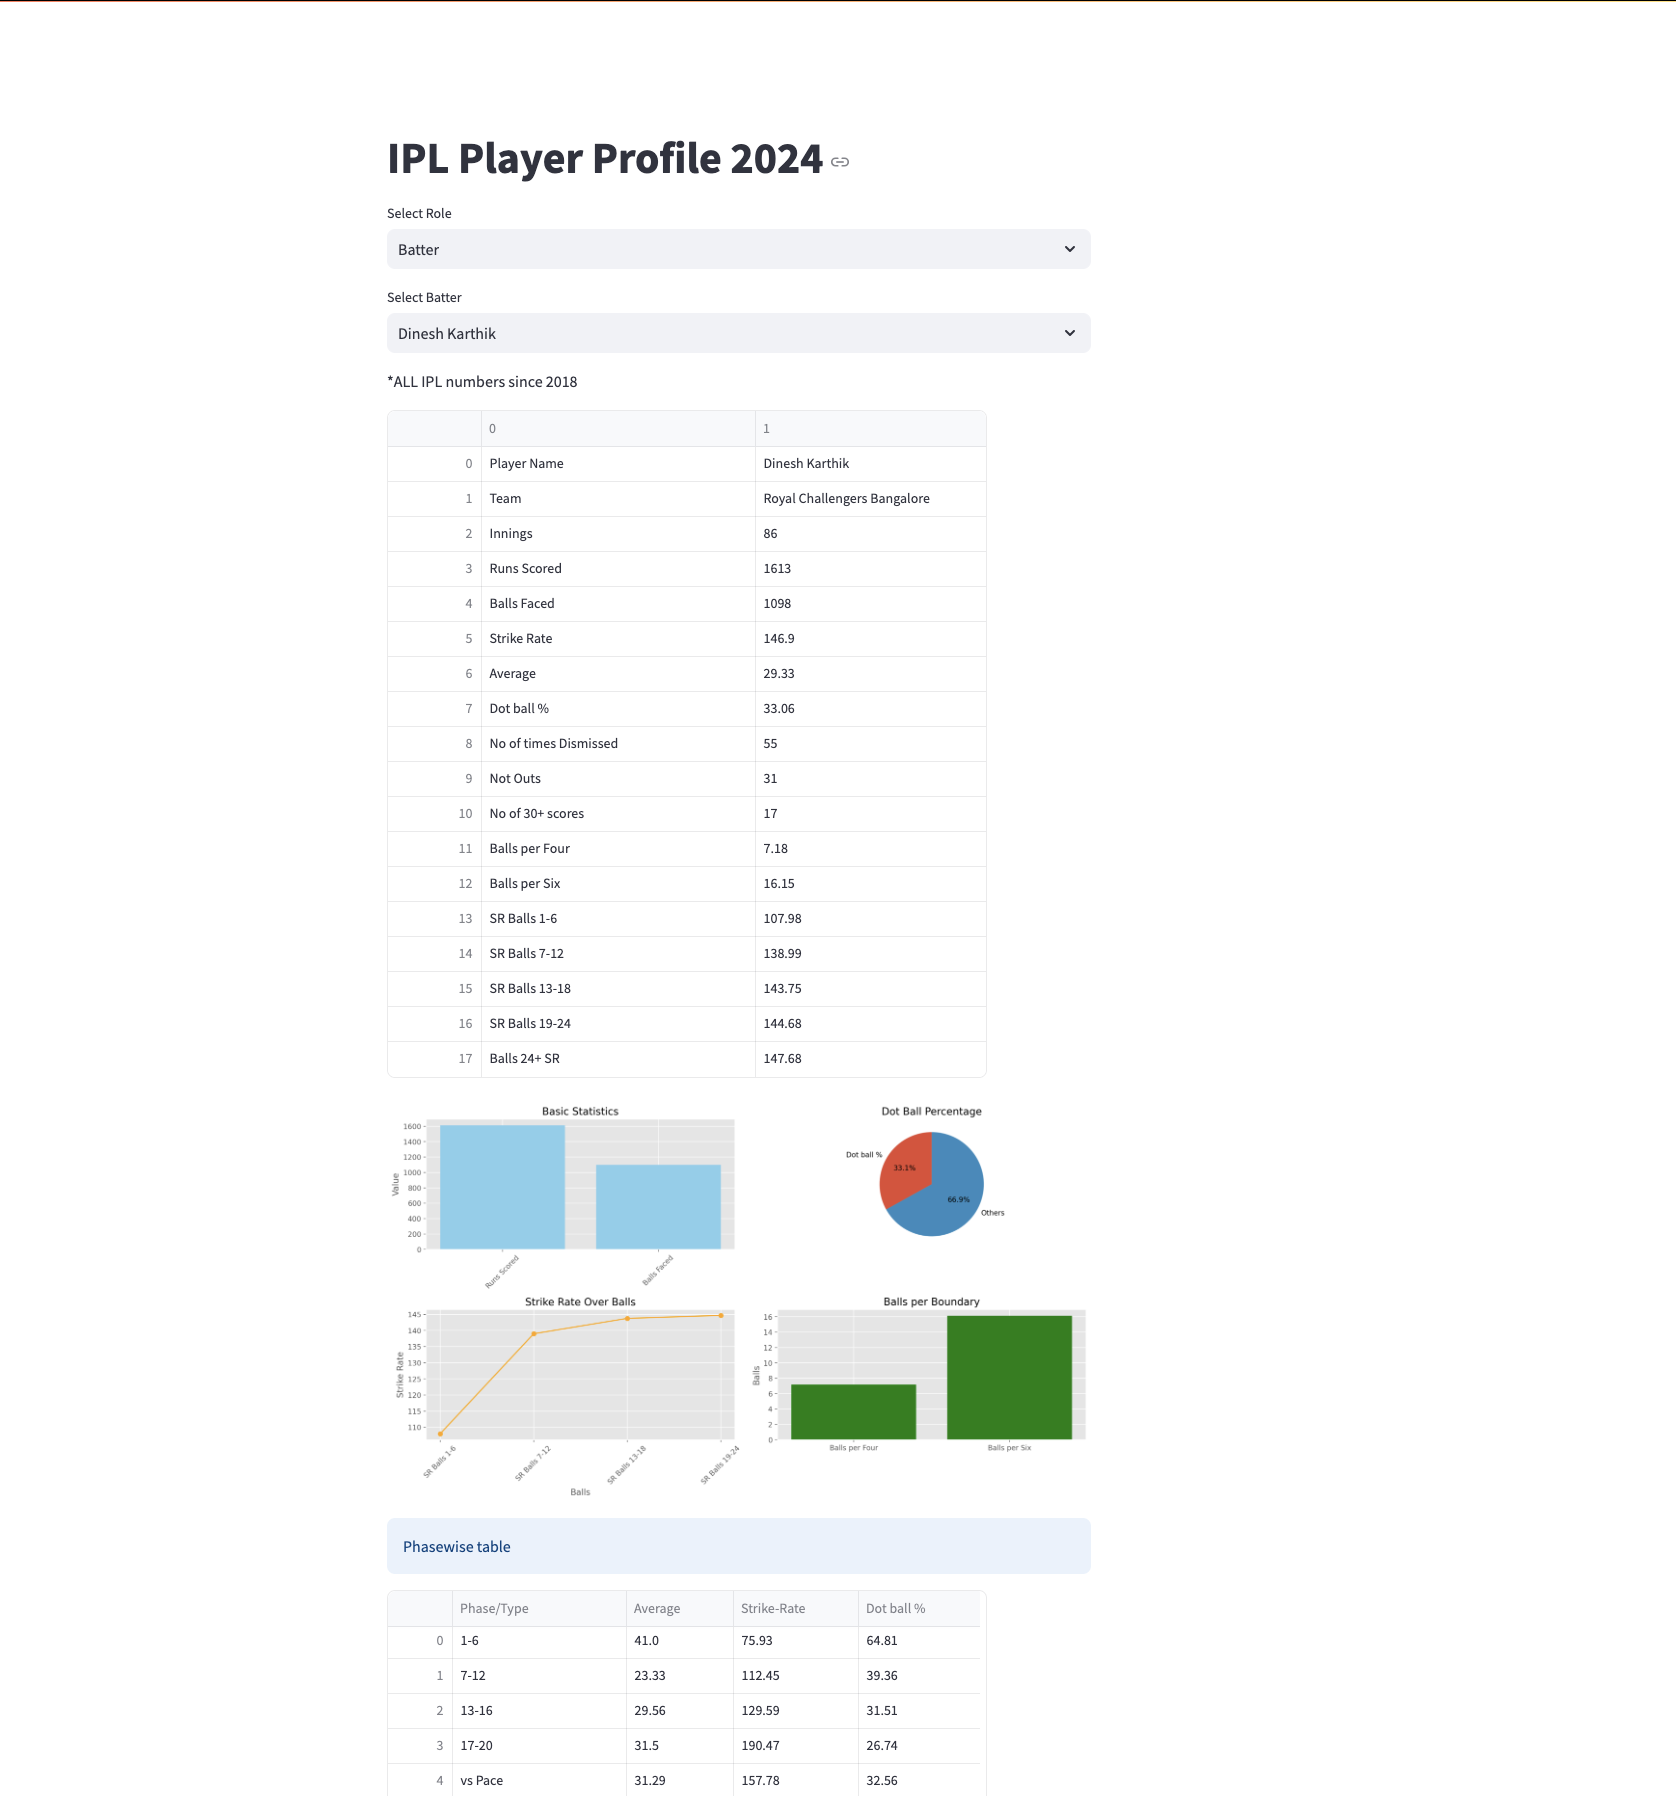 IPL Player Profile 2024
Select Role
Batter
Select Batter
Dinesh Karthik
*ALL IPL numbers since 2018
0 1
0 Player Name Dinesh Karthik
1 Team Royal Challengers Bangalore
2 Innings 86
3 Runs Scored 1613
4 Balls Faced 1098
5 Strike Rate 146.9
6 Average 29.33
7 Dot ball % 33.06
8 No of times Dismissed 55
9 Not Outs 31
10 No of 30+ scores 17
11 Balls per Four 7.18
12 Balls per Six 16.15
13 SR Balls 1-6 107.98
14 SR Balls 7-12 138.99
15 SR Balls 13-18 143.75
16 SR Balls 19-24 144.68
17 Balls 24+ SR 147.68
Basic Statistics
1600
1400
1200
1000
800
600
400
200
0
Value
Runs Scored
Balls Faced
Dot Ball Percentage
Dot ball %
33.1%
66.9%
Others
Strike Rate Over Balls
145
140
135
130
125
120
115
110
Strike Rate
SR Balls 1-6
SR Balls 7-12
SR Balls 13-18
SR Balls 19-24
Balls
Balls per Boundary
16
14
12
10
8
6
4
2
0
Balls
Balls per Four
Balls per Six
Phasewise table
Phase/Type Average Strike-Rate Dot ball %
0 1-6 41.0 75.93 64.81
1 7-12 23.33 112.45 39.36
2 13-16 29.56 129.59 31.51
3 17-20 31.5 190.47 26.74
4 vs Pace 31.29 157.78 32.56